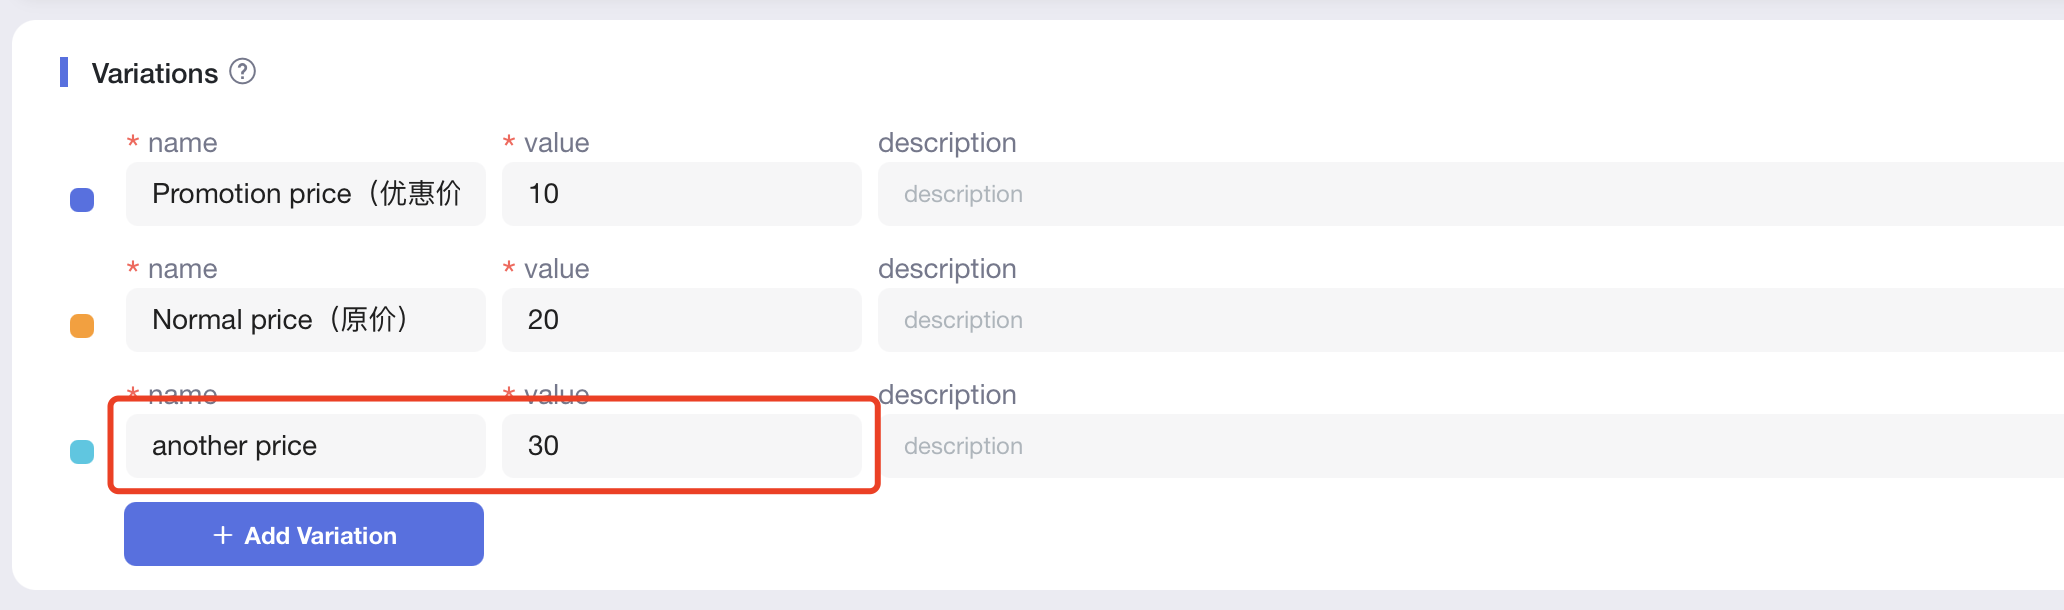 Variations ?
* name * value description
Promotion price（优惠价 10 description
* name * value description
Normal price（原价） 20 description
* name * value description
another price 30 description
+ Add Variation